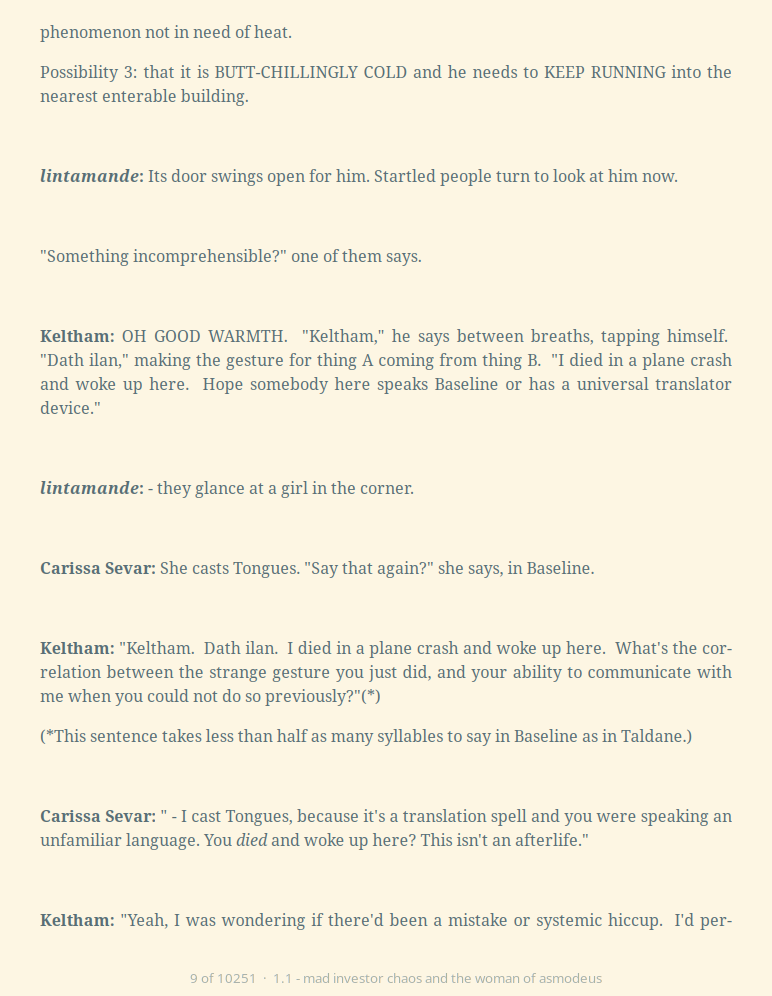 phenomenon not in need of heat.
Possibility 3: that it is BUTT-CHILLINGLY COLD and he needs to KEEP RUNNING into the
nearest enterable building.
lintamande: Its door swings open for him. Startled people turn to look at him now.
"Something incomprehensible?" one of them says.
Keltham: OH GOOD WARMTH.  "Keltham," he says between breaths, tapping himself.
"Dath ilan," making the gesture for thing A coming from thing B.  "I died in a plane crash
and woke up here.  Hope somebody here speaks Baseline or has a universal translator
device."
lintamande: - they glance at a girl in the corner.
Carissa Sevar: She casts Tongues. "Say that again?" she says, in Baseline.
Keltham: "Keltham.  Dath ilan.  I died in a plane crash and woke up here.  What's the cor-
relation between the strange gesture you just did, and your ability to communicate with
me when you could not do so previously?"(*)
(*This sentence takes less than half as many syllables to say in Baseline as in Taldane.)
Carissa Sevar: " - I cast Tongues, because it's a translation spell and you were speaking an
unfamiliar language. You died and woke up here? This isn't an afterlife."
Keltham: "Yeah, I was wondering if there'd been a mistake or systemic hiccup.  I'd per-
9 of 10251 · 1.1 - mad investor chaos and the woman of asmodeus